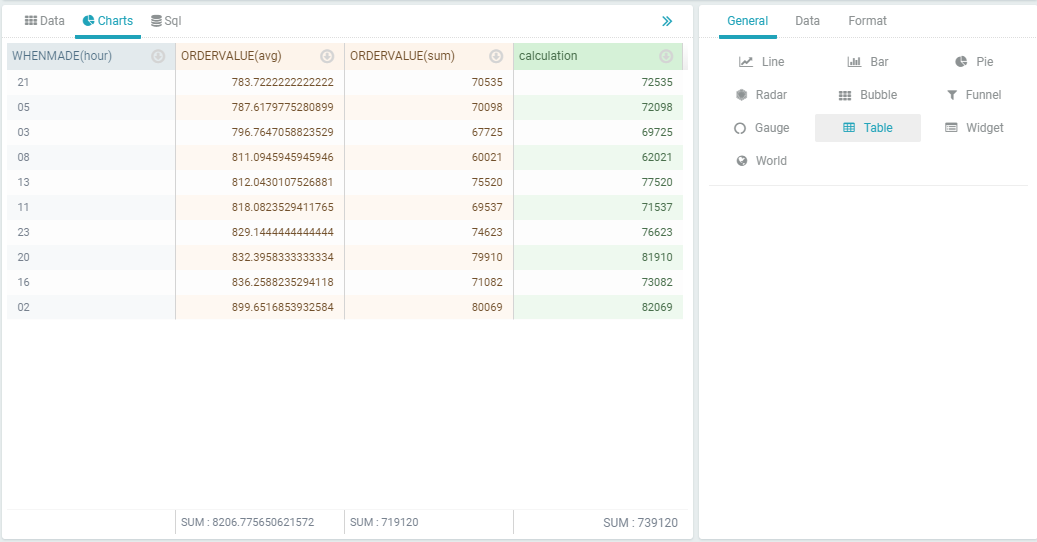 Data Charts Sql
General Data Format
WHENMADE(hour) ORDERVALUE(avg) ORDERVALUE(sum) calculation
21 783.7222222222222 70535 72535
05 787.6179775280899 70098 72098
03 796.7647058823529 67725 69725
08 811.0945945945946 60021 62021
13 812.0430107526881 75520 77520
11 818.0823529411765 69537 71537
23 829.1444444444444 74623 76623
20 832.3958333333334 79910 81910
16 836.2588235294118 71082 73082
02 899.6516853932584 80069 82069
SUM : 8206.775650621572 SUM : 719120 SUM : 739120
Line Bar Pie
Radar Bubble Funnel
Gauge Table Widget
World